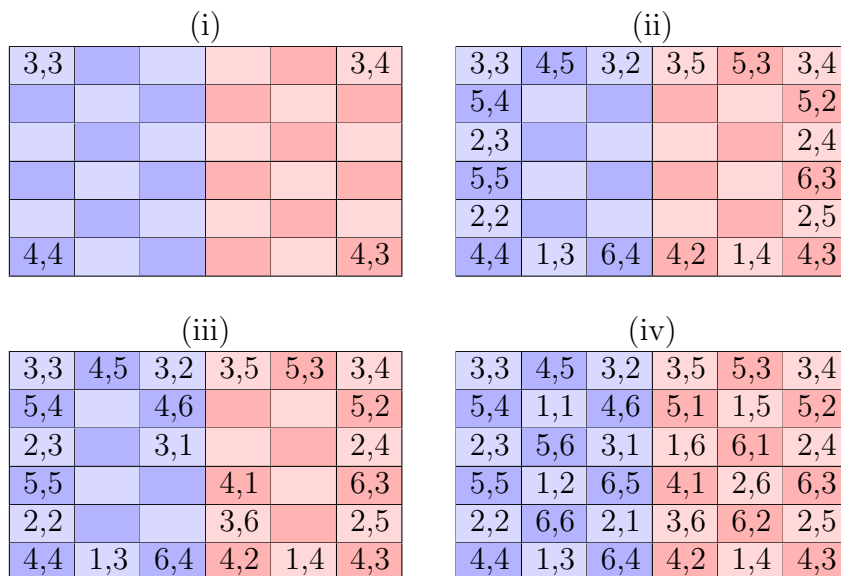 (i)
3,3 3,4
4,4 4,3
(ii)
3,3 4,5 3,2 3,5 5,3 3,4
5,4 5,2
2,3 2,4
5,5 6,3
2,2 2,5
4,4 1,3 6,4 4,2 1,4 4,3
(iii)
3,3 4,5 3,2 3,5 5,3 3,4
5,4 4,6 5,2
2,3 3,1 2,4
5,5 4,1 6,3
2,2 3,6 2,5
4,4 1,3 6,4 4,2 1,4 4,3
(iv)
3,3 4,5 3,2 3,5 5,3 3,4
5,4 1,1 4,6 5,1 1,5 5,2
2,3 5,6 3,1 1,6 6,1 2,4
5,5 1,2 6,5 4,1 2,6 6,3
2,2 6,6 2,1 3,6 6,2 2,5
4,4 1,3 6,4 4,2 1,4 4,3